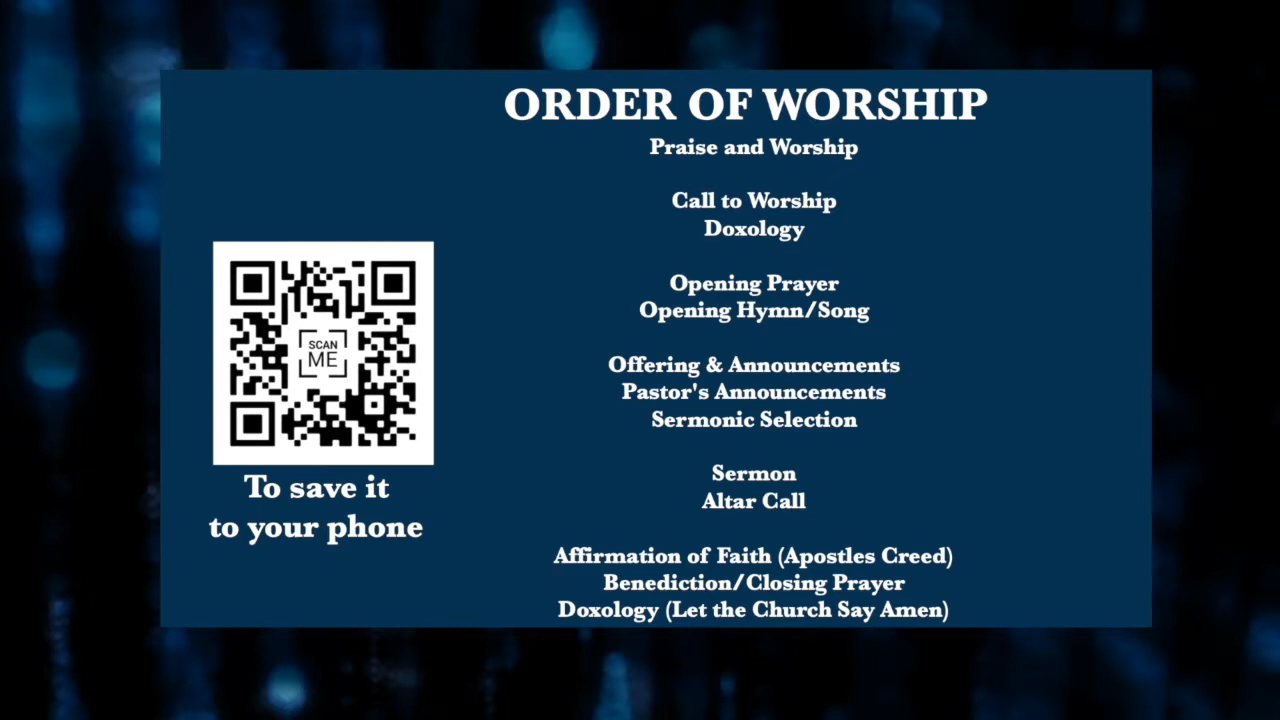 ORDER OF WORSHIP
Praise and Worship
Call to Worship
Doxology
Opening Prayer
Opening Hymn/Song
Offering & Announcements
Pastor's Announcements
Sermonic Selection
Sermon
Altar Call
Affirmation of Faith (Apostles Creed)
Benediction/Closing Prayer
Doxology (Let the Church Say Amen)
SCAN
ME
To save it
to your phone